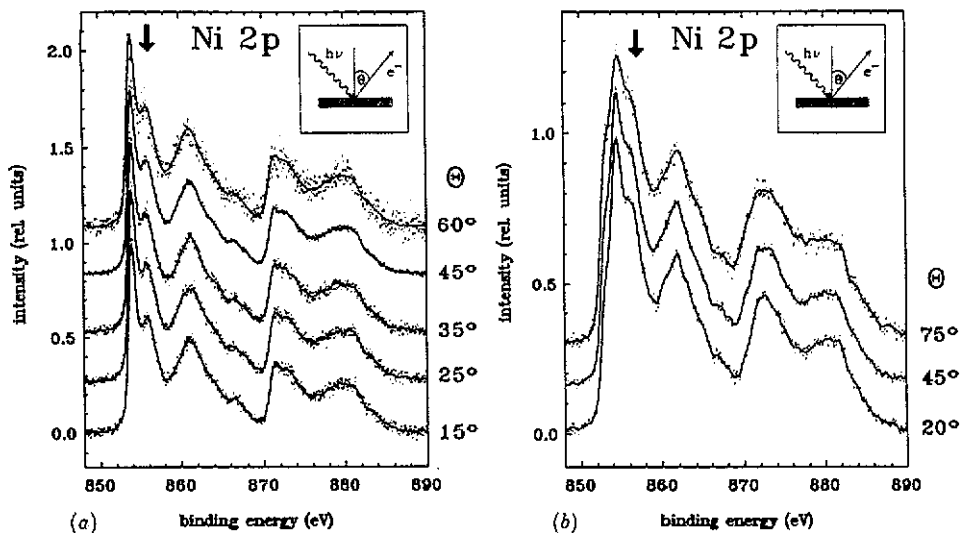 Ni 2p
hν
Θ
e⁻
intensity (rel. units)
2.0
1.5
1.0
0.5
0.0
Θ
60°
45°
35°
25°
15°
850
860
870
880
890
(a)
binding energy (eV)
Ni 2p
hν
Θ
e⁻
intensity (rel. units)
1.0
0.5
0.0
Θ
75°
45°
20°
850
860
870
880
890
(b)
binding energy (eV)